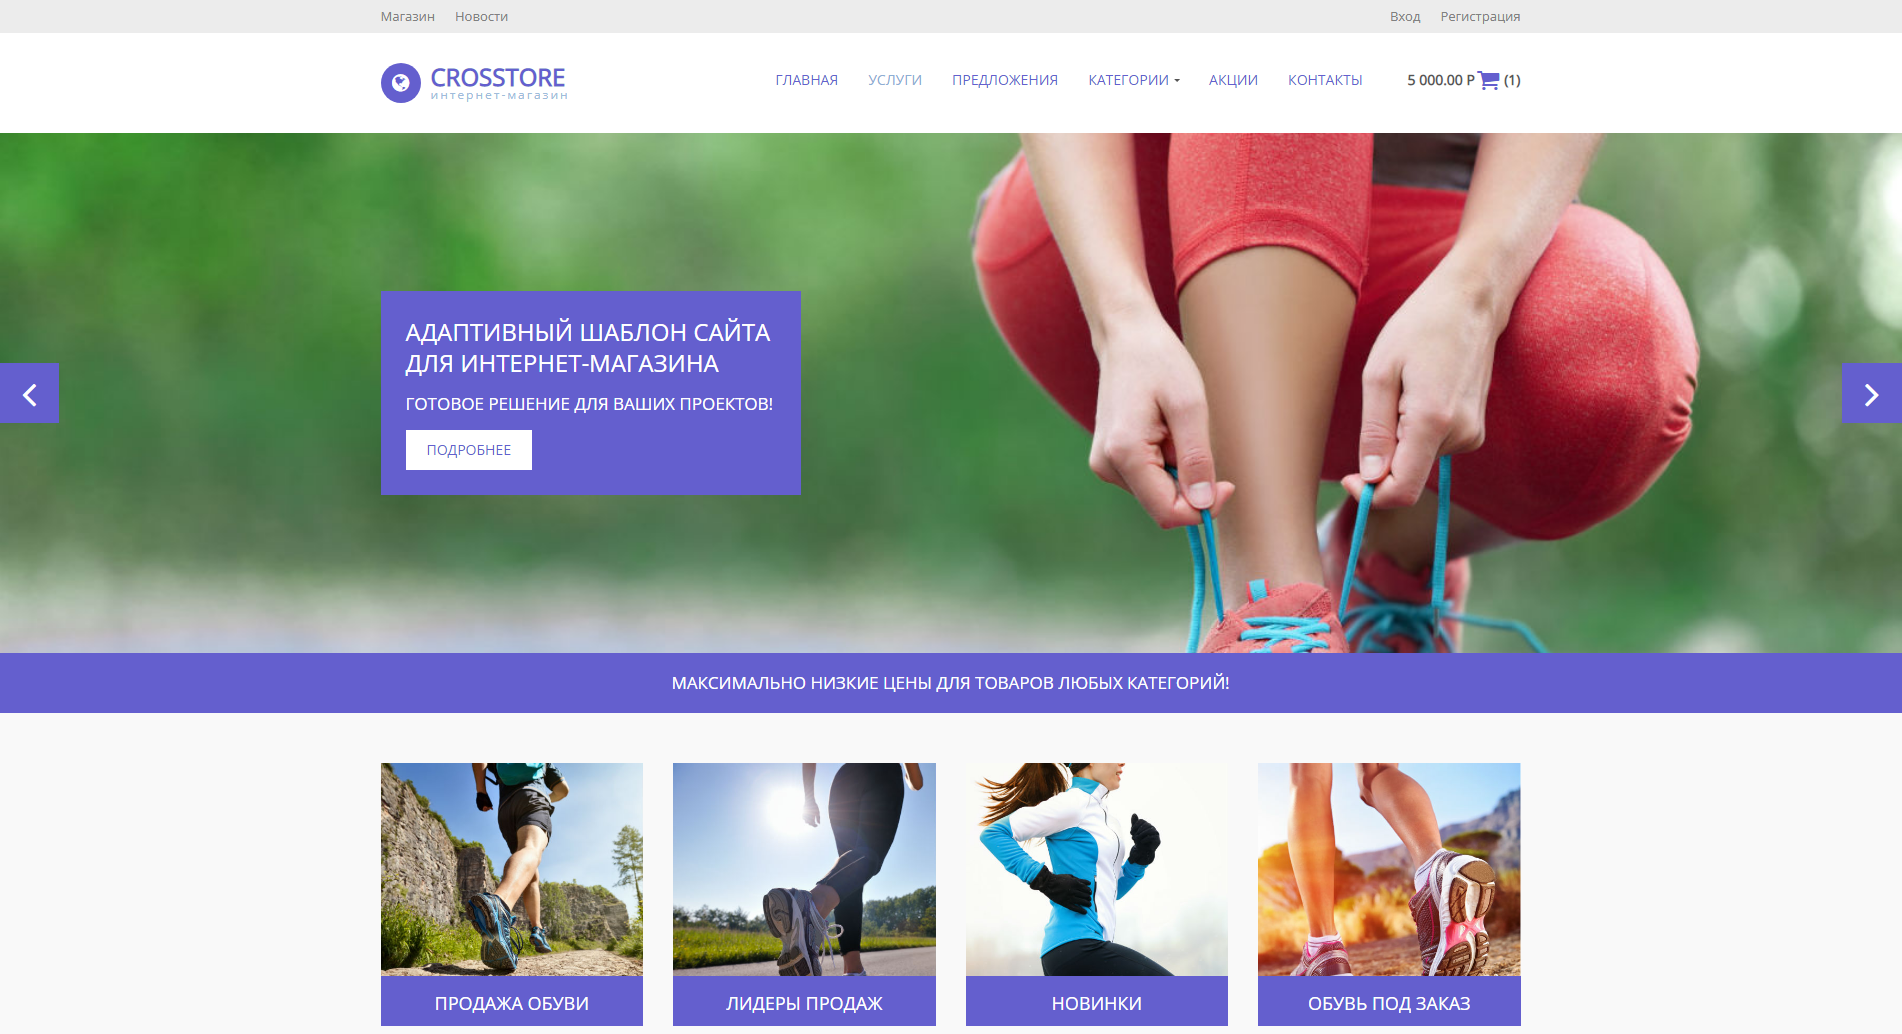 Магазин Новости Вход Регистрация
CROSSTORE
интернет-магазин
ГЛАВНАЯ УСЛУГИ ПРЕДЛОЖЕНИЯ КАТЕГОРИИ АКЦИИ КОНТАКТЫ 5 000.00 Р (1)
АДАПТИВНЫЙ ШАБЛОН САЙТА
ДЛЯ ИНТЕРНЕТ-МАГАЗИНА
ГОТОВОЕ РЕШЕНИЕ ДЛЯ ВАШИХ ПРОЕКТОВ!
ПОДРОБНЕЕ
МАКСИМАЛЬНО НИЗКИЕ ЦЕНЫ ДЛЯ ТОВАРОВ ЛЮБЫХ КАТЕГОРИЙ!
ПРОДАЖА ОБУВИ ЛИДЕРЫ ПРОДАЖ НОВИНКИ ОБУВЬ ПОД ЗАКАЗ